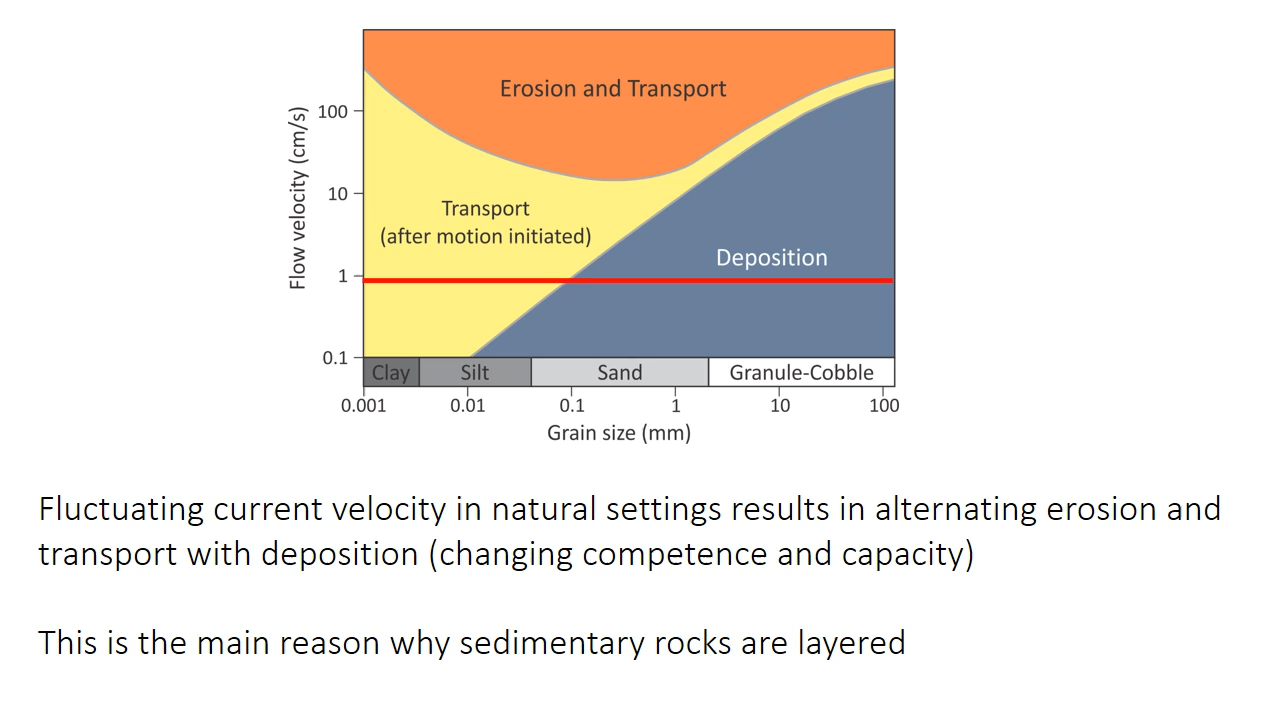 Erosion and Transport
Flow velocity (cm/s)
100
10
1
0.1
Transport
(after motion initiated)
Deposition
Clay
Silt
Sand
Granule-Cobble
0.001
0.01
0.1
1
10
100
Grain size (mm)
Fluctuating current velocity in natural settings results in alternating erosion and
transport with deposition (changing competence and capacity)
This is the main reason why sedimentary rocks are layered